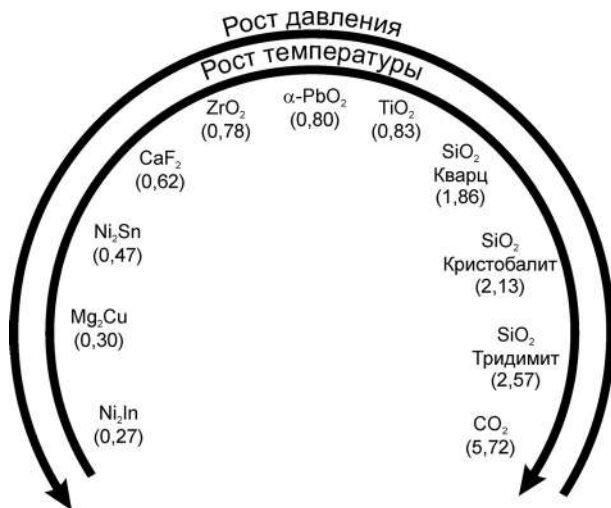 Рост давления
Рост температуры
α-PbO₂
(0,80)
ZrO₂
(0,78)
TiO₂
(0,83)
CaF₂
(0,62)
SiO₂
Кварц
(1,86)
Ni₂Sn
(0,47)
SiO₂
Кристобалит
(2,13)
Mg₂Cu
(0,30)
SiO₂
Тридимит
(2,57)
Ni₂In
(0,27)
CO₂
(5,72)